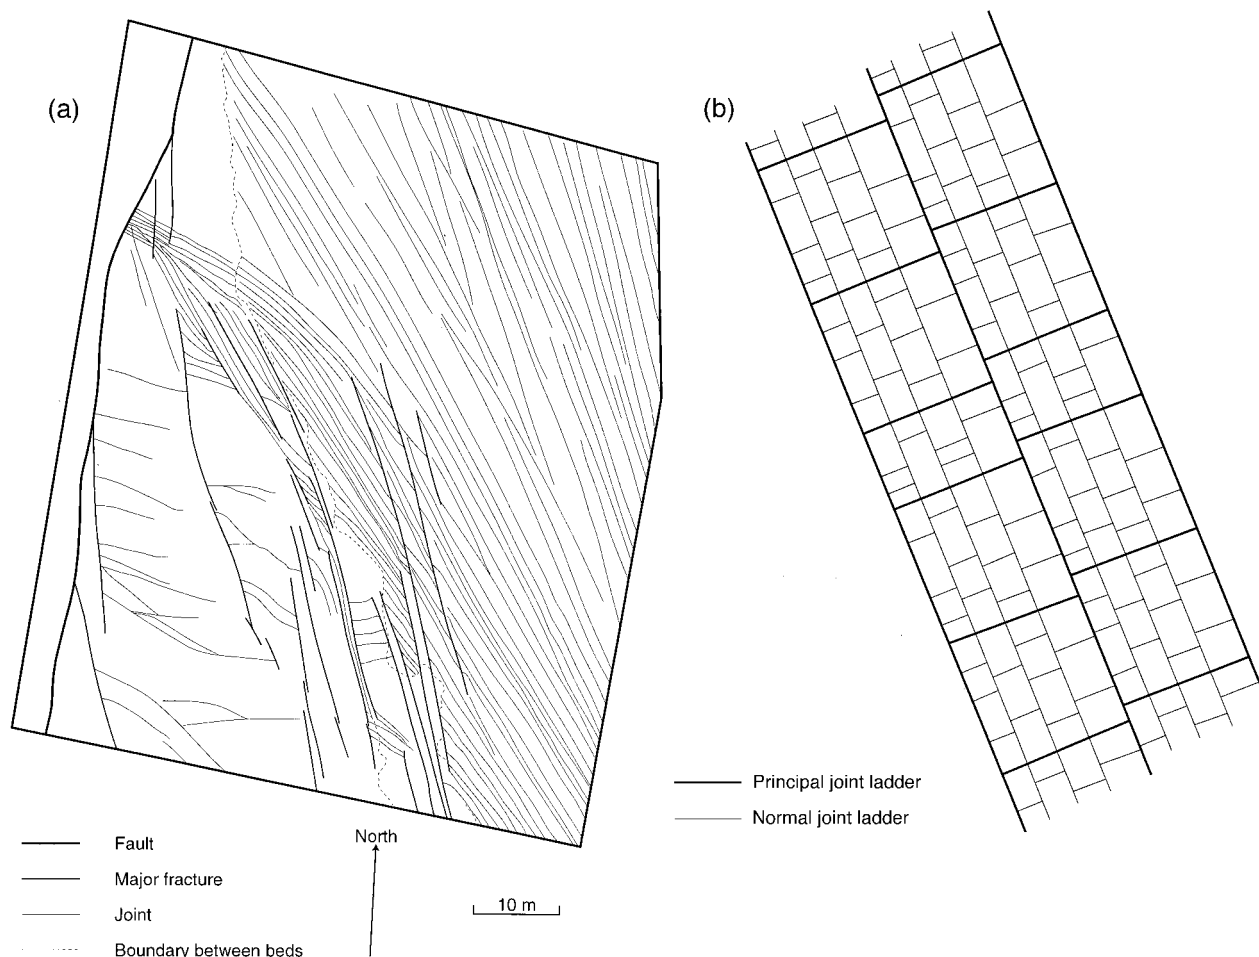 (a)
(b)
Principal joint ladder
Normal joint ladder
North
Fault
Major fracture
10 m
Joint
Boundary between beds